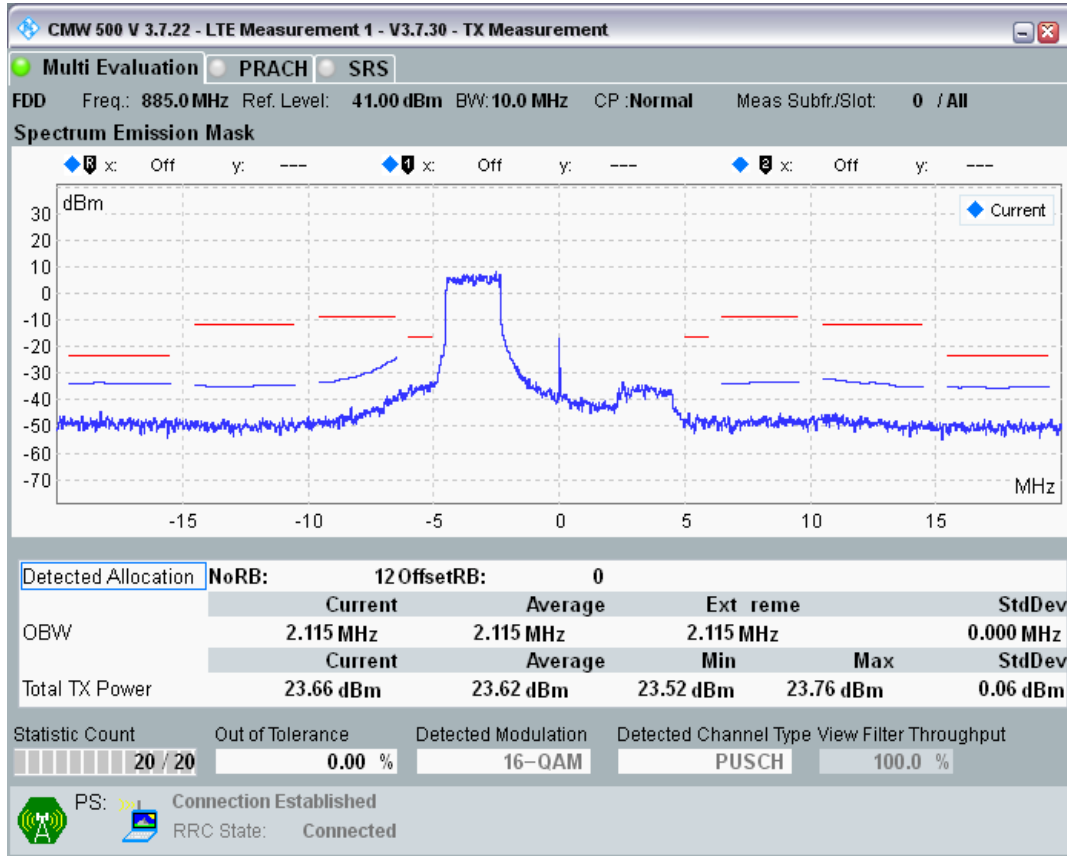 CMW 500 V 3.7.22 - LTE Measurement 1 - V3.7.30 - TX Measurement
Multi Evaluation PRACH SRS
FDD Freq.: 885.0 MHz Ref. Level: 41.00 dBm BW: 10.0 MHz CP :Normal Meas Subfr./Slot: 0 / All
Spectrum Emission Mask
R x: Off y: --- 1 x: Off y: --- 2 x: Off y: ---
dBm
Current
30
20
10
0
-10
-20
-30
-40
-50
-60
-70
MHz
-15 -10 -5 0 5 10 15
Detected Allocation NoRB: 12 OffsetRB: 0
Current Average Ext reme StdDev
OBW 2.115 MHz 2.115 MHz 2.115 MHz 0.000 MHz
Current Average Min Max StdDev
Total TX Power 23.66 dBm 23.62 dBm 23.52 dBm 23.76 dBm 0.06 dBm
Statistic Count Out of Tolerance Detected Modulation Detected Channel Type View Filter Throughput
20 / 20 0.00 % 16-QAM PUSCH 100.0 %
PS: Connection Established
RRC State: Connected